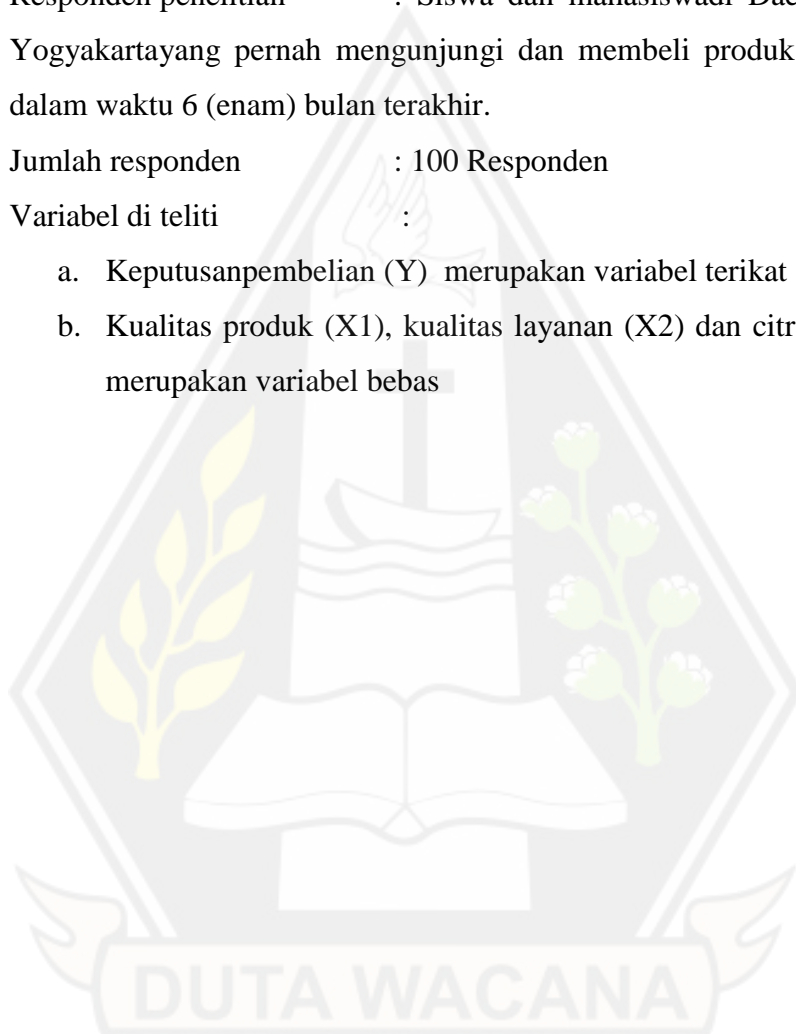 Responden penelitian : Siswa dan mahasiswadi
Yogyakartayang pernah mengunjungi dan membeli produk
dalam waktu 6 (enam) bulan terakhir.
Jumlah responden : 100 Responden
Variabel di teliti :
a. Keputusanpembelian (Y) merupakan variabel terikat
b. Kualitas produk (X1), kualitas layanan (X2) dan
merupakan variabel bebas
DUTA WACANA